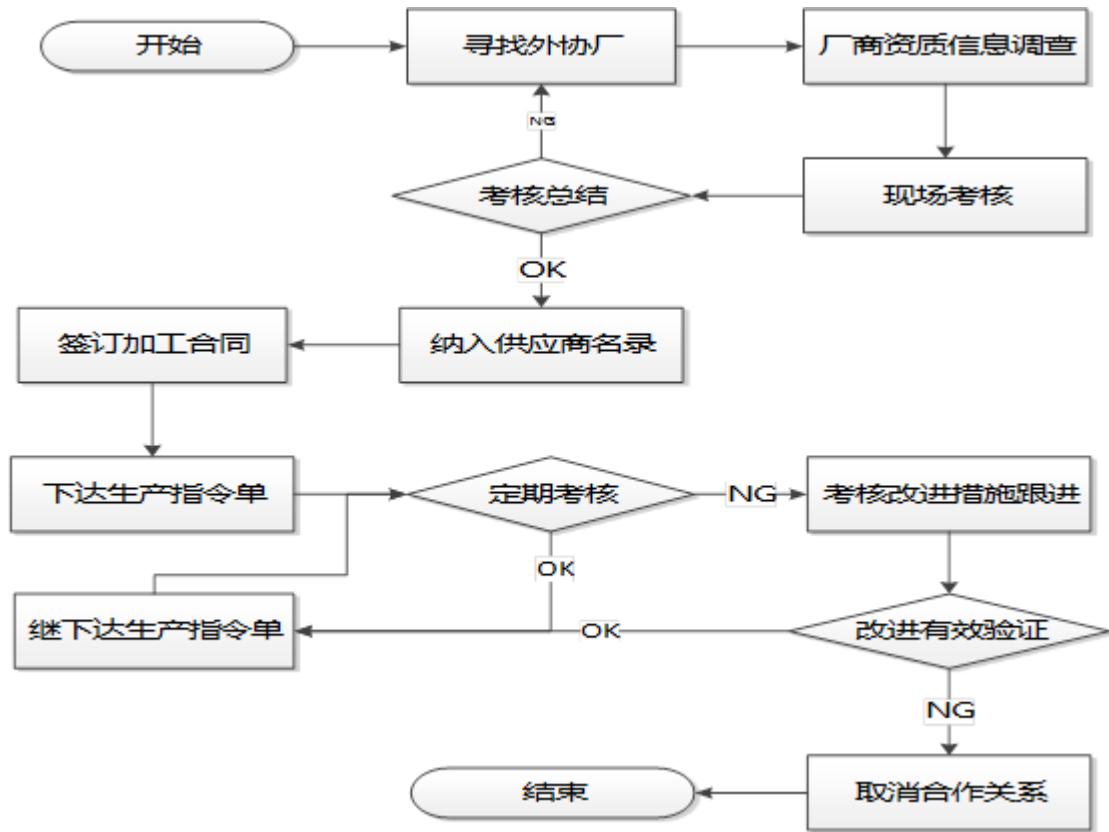 开始
寻找外协厂
厂商资质信息调查
NG
考核总结
现场考核
OK
签订加工合同
纳入供应商名录
下达生产指令单
定期考核
NG
考核改进措施跟进
OK
继下达生产指令单
OK
改进有效验证
NG
结束
取消合作关系